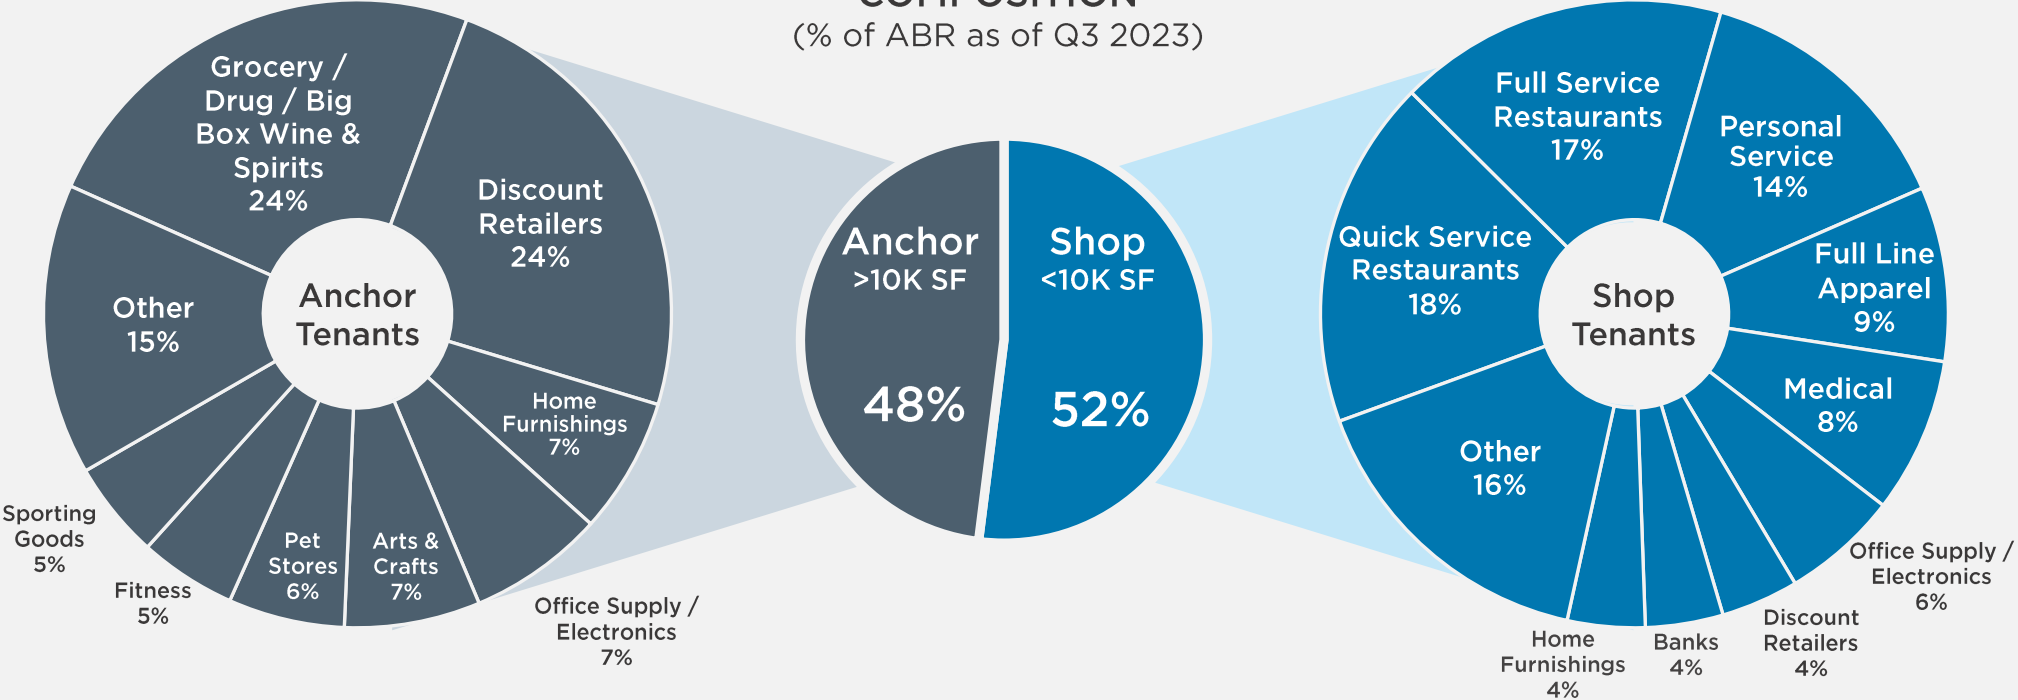 COMPOSITION
(% of ABR as of Q3 2023)
Grocery /
Drug / Big
Box Wine &
Spirits
24%
Discount
Retailers
24%
Home
Furnishings
7%
Office Supply /
Electronics
7%
Arts &
Crafts
7%
Pet
Stores
6%
Fitness
5%
Sporting
Goods
5%
Other
15%
Anchor
Tenants
Anchor
>10K SF
48%
Shop
<10K SF
52%
Full Service
Restaurants
17%
Personal
Service
14%
Full Line
Apparel
9%
Medical
8%
Office Supply /
Electronics
6%
Discount
Retailers
4%
Banks
4%
Home
Furnishings
4%
Other
16%
Quick Service
Restaurants
18%
Shop
Tenants